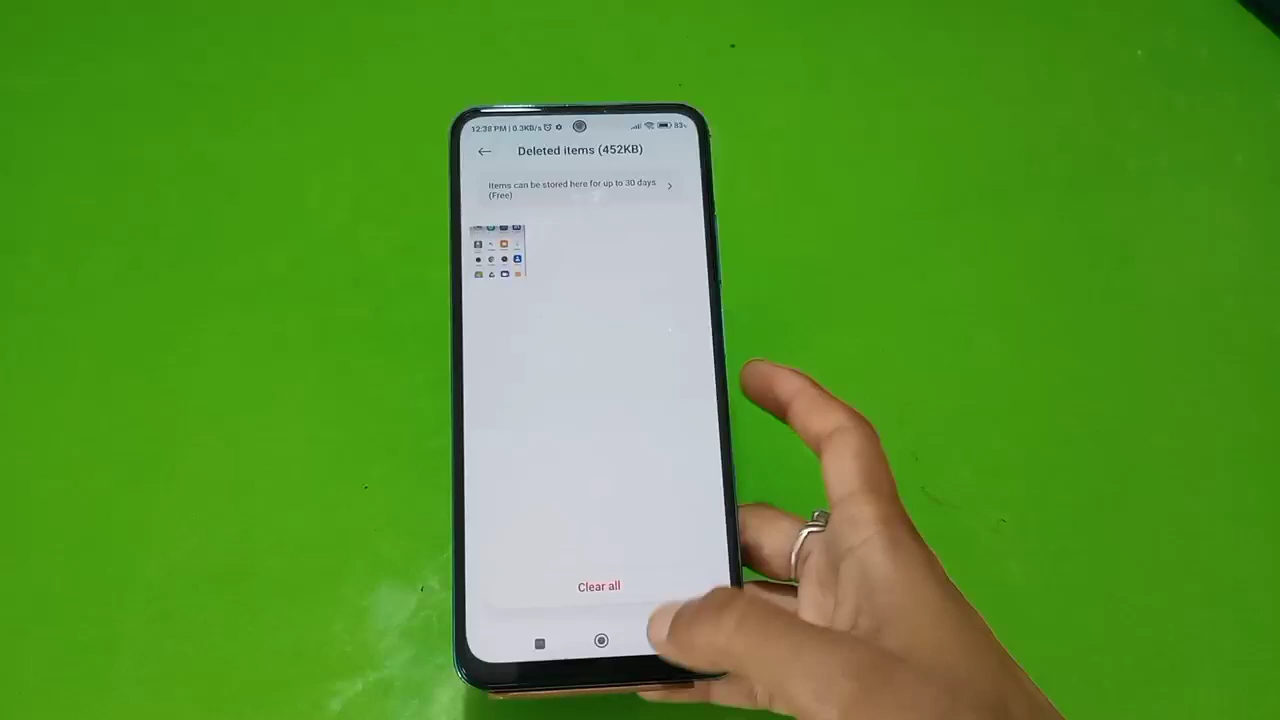 12:38 PM | 0.3KB/s
83%
Deleted items (452KB)
Items can be stored here for up to 30 days
(Free)
Clear all